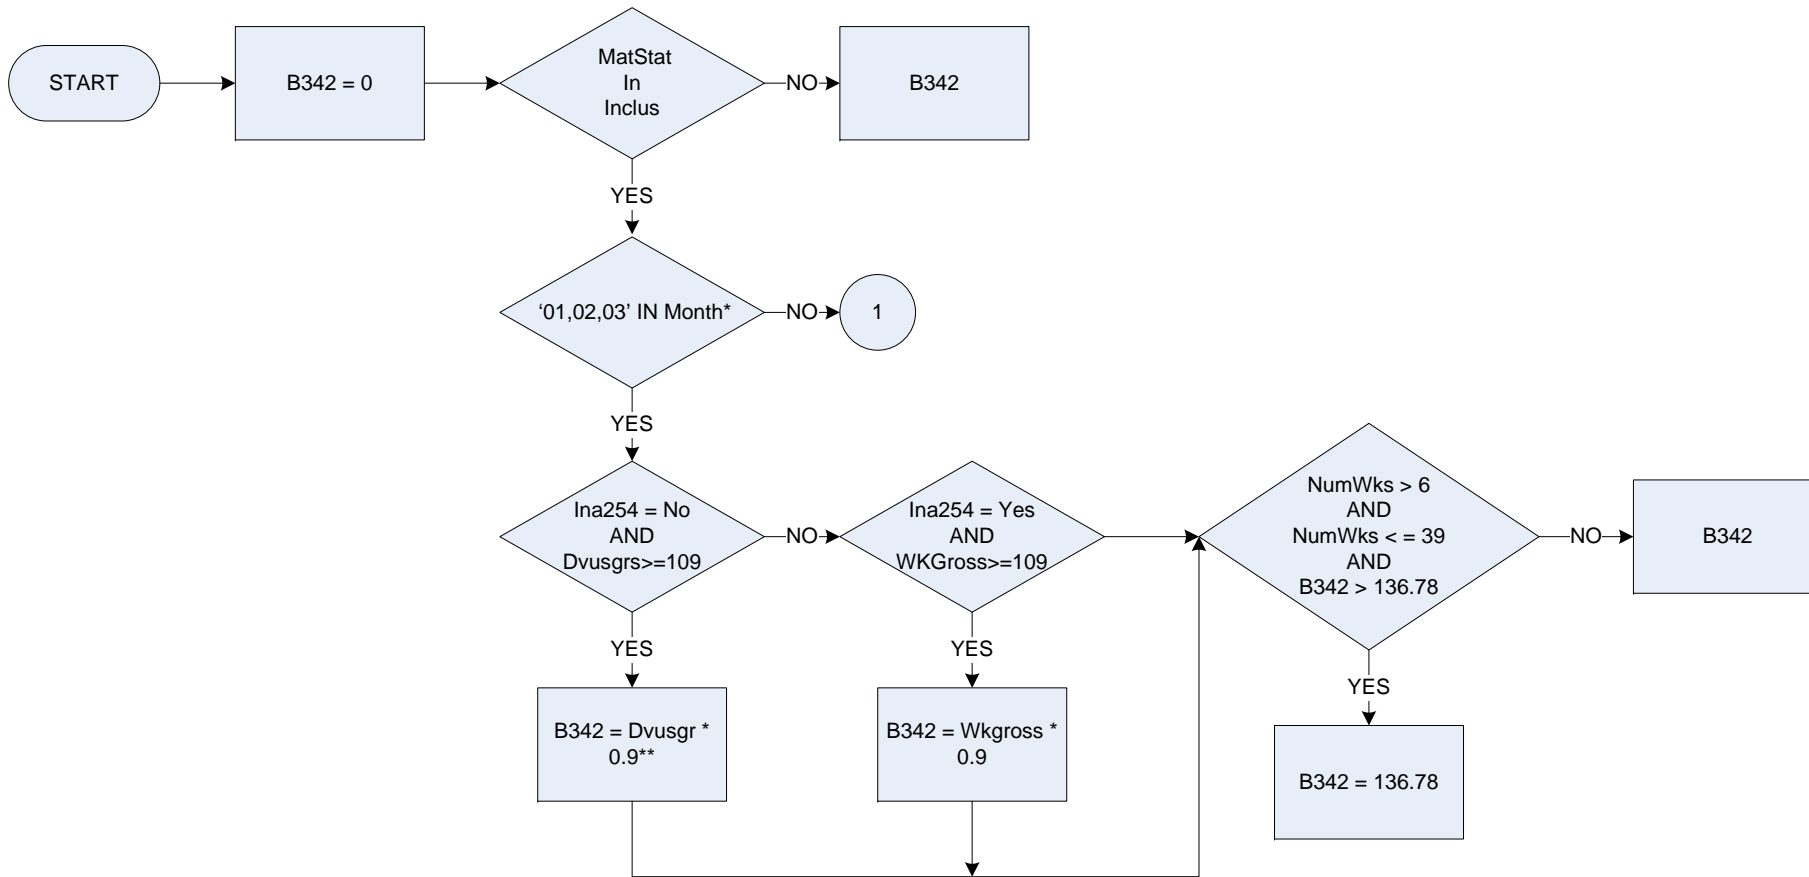 START
B342 = 0
MatStat
In
Inclus
NO
B342
YES
‘01,02,03’ IN Month*
NO
1
YES
Ina254 = No
AND
Dvusgrs>=109
NO
Ina254 = Yes
AND
WKGross>=109
NumWks > 6
AND
NumWks < = 39
AND
B342 > 136.78
NO
B342
YES
YES
YES
B342 = Dvusgr *
0.9**
B342 = Wkgross *
0.9
B342 = 136.78